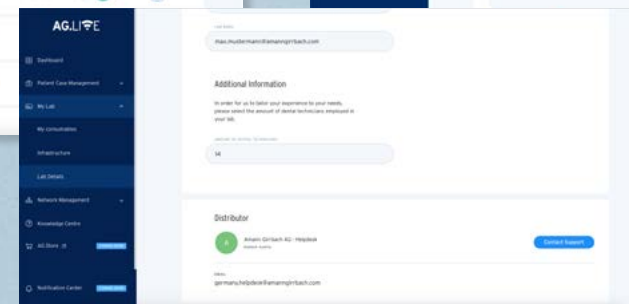 AG.LIVE
Dashboard
Patient Case Management
My Lab
My consultation
Infrastructure
Lab Details
Network Management
Knowledge Centre
AG.Store
Notification Center
max.mustermann@amanngirrbach.com
Additional Information
In order for us to tailor your experience to your needs,
please select the amount of dental technicians employed in
your lab.
14
Distributor
A
Amann Girrbach AG - Helpdesk
Contact Support
EMAIL
germany.helpdesk@amanngirrbach.com